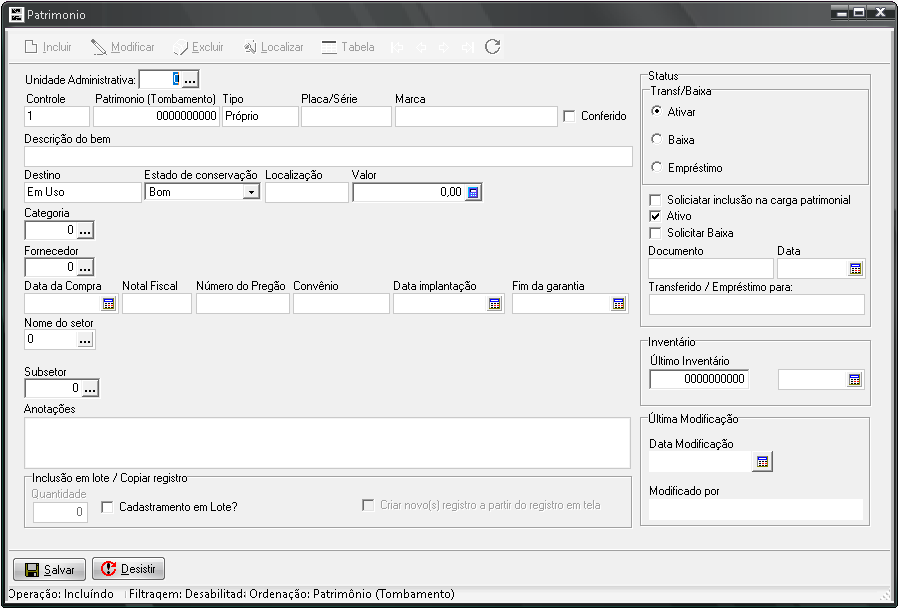 Patrimonio
Incluir Modificar Excluir Localizar Tabela
Unidade Administrativa: 0 ...
Controle Patrimonio (Tombamento) Tipo Placa/Série Marca
1 0000000000 Próprio Conferido
Descrição do bem
Destino Estado de conservação Localização Valor
Em Uso Bom 0,00
Categoria
0 ...
Fornecedor
0 ...
Data da Compra Notal Fiscal Número do Pregão Convênio Data implantação Fim da garantia
Nome do setor
0 ...
Subsetor
0 ...
Anotações
Inclusão em lote / Copiar registro
Quantidade
0 Cadastramento em Lote? Criar novo(s) registro a partir do registro em tela
Status
Transf/Baixa
Ativar
Baixa
Empréstimo
Soliciatar inclusão na carga patrimonial
Ativo
Solicitar Baixa
Documento Data
Transferido / Empréstimo para:
Inventário
Último Inventário
0000000000
Última Modificação
Data Modificação
Modificado por
Salvar Desistir
Operação: Incluíndo Filtragem: Desabilitada Ordenação: Patrimônio (Tombamento)